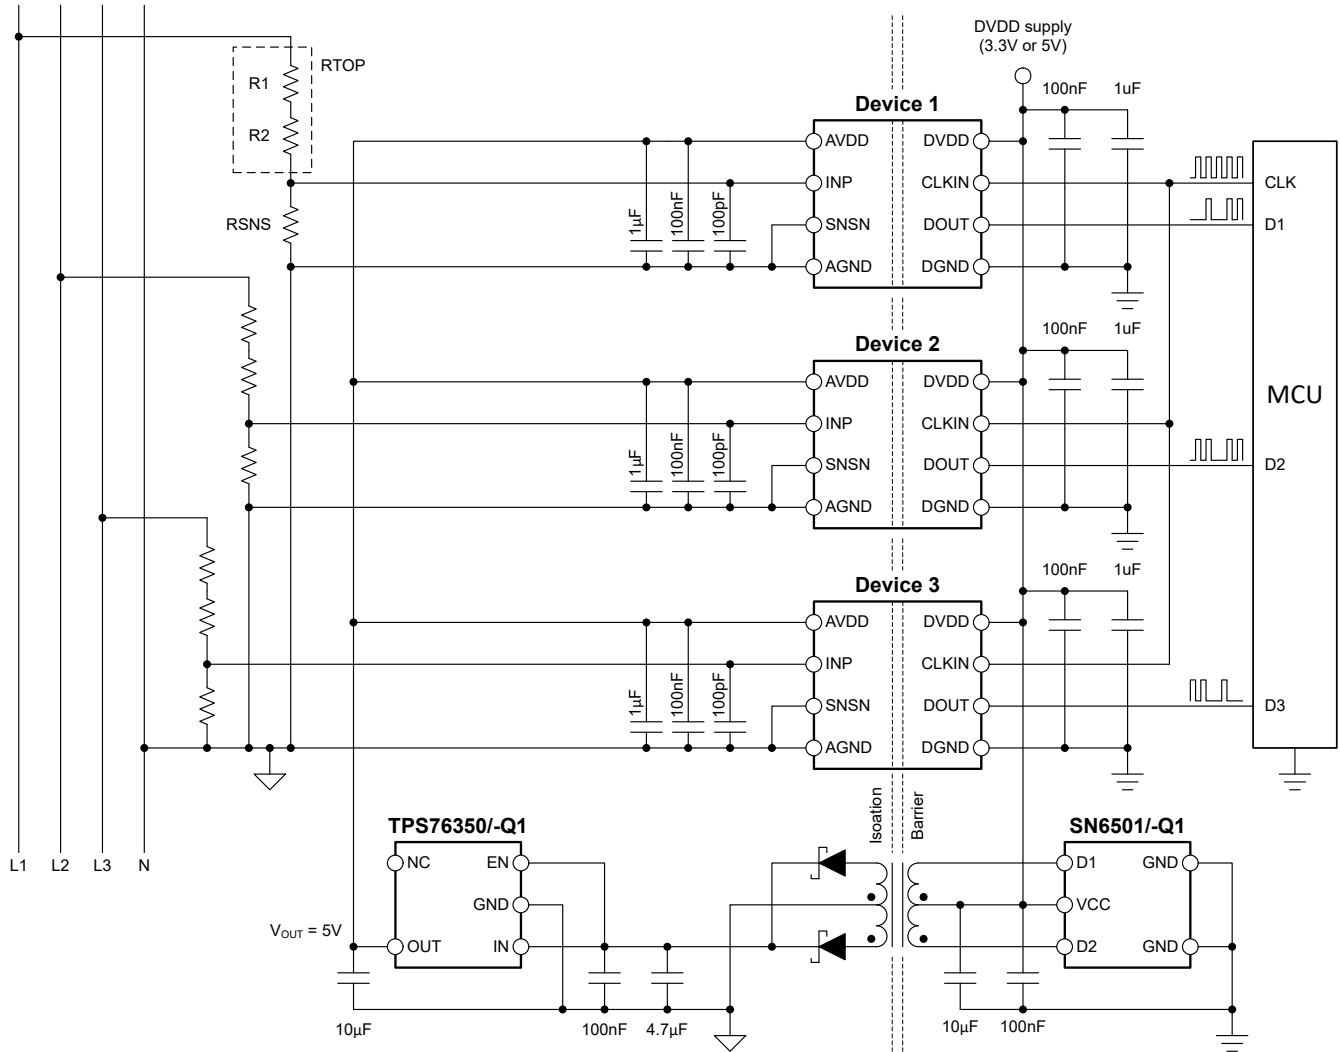 DVDD supply
(3.3V or 5V)
RTOP
R1
R2
RSNS
Device 1
100nF
1uF
AVDD
DVDD
INP
CLKIN
CLK
SNSN
DOUT
D1
AGND
DGND
1µF
100nF
100pF
Device 2
100nF
1uF
MCU
AVDD
DVDD
INP
CLKIN
SNSN
DOUT
D2
AGND
DGND
1µF
100nF
100pF
Device 3
100nF
1uF
AVDD
DVDD
INP
CLKIN
SNSN
DOUT
D3
AGND
DGND
1µF
100nF
100pF
Isoation
Barrier
L1
L2
L3
N
TPS76350/-Q1
NC
EN
GND
OUT
IN
VOUT = 5V
10µF
100nF
4.7µF
SN6501/-Q1
D1
GND
VCC
D2
GND
10µF
100nF